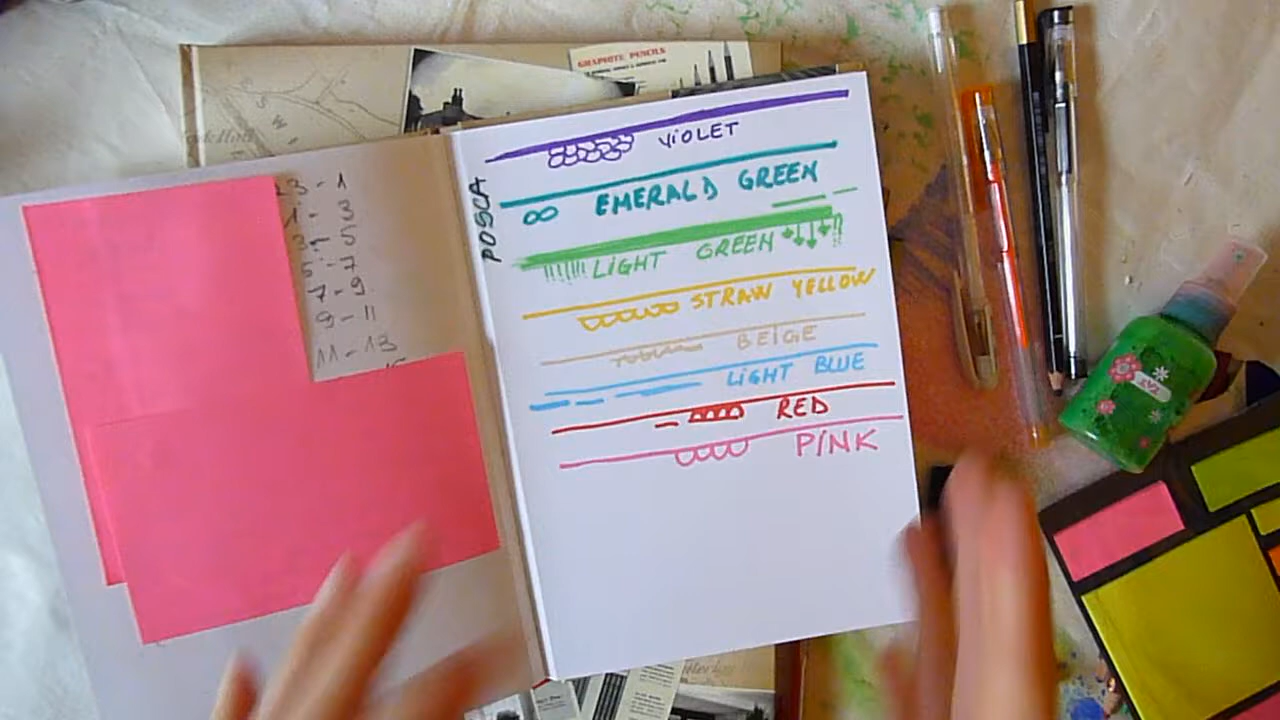 GRAPHITE PENCILS
3 - 1
1 - 3
3 - 5
5 - 7
7 - 9
9 - 11
11 - 13
POSCA
VIOLET
EMERALD GREEN
LIGHT GREEN
STRAW YELLOW
BEIGE
LIGHT BLUE
RED
PINK